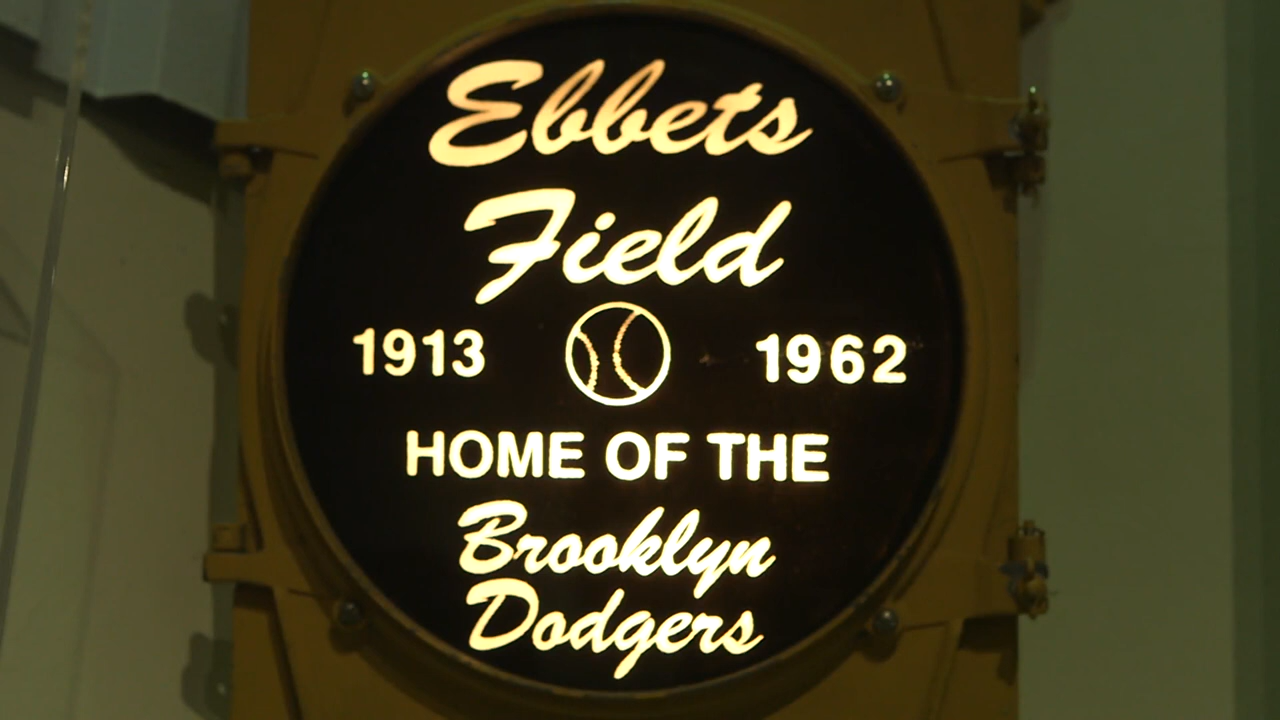 Ebbets
Field
1913 1962
HOME OF THE
Brooklyn
Dodgers